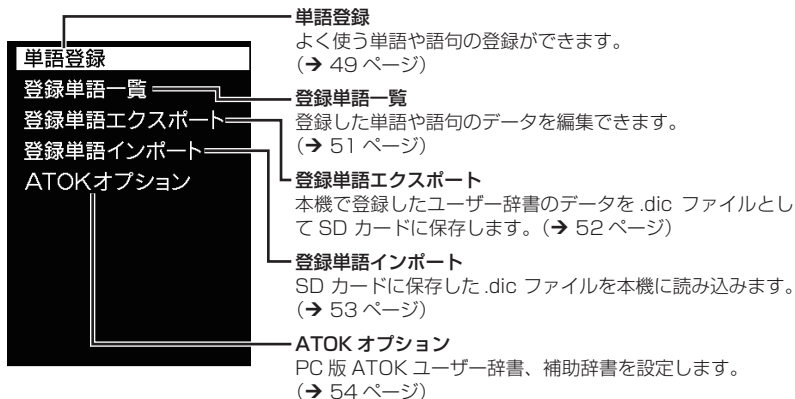 単語登録
登録単語一覧
登録単語エクスポート
登録単語インポート
ATOKオプション
単語登録
よく使う単語や語句の登録ができます。
(➔ 49 ページ)
登録単語一覧
登録した単語や語句のデータを編集できます。
(➔ 51 ページ)
登録単語エクスポート
本機で登録したユーザー辞書のデータを .dic ファイルとし
て SD カードに保存します。(➔ 52 ページ)
登録単語インポート
SD カードに保存した .dic ファイルを本機に読み込みます。
(➔ 53 ページ)
ATOK オプション
PC 版 ATOK ユーザー辞書、補助辞書を設定します。
(➔ 54 ページ)